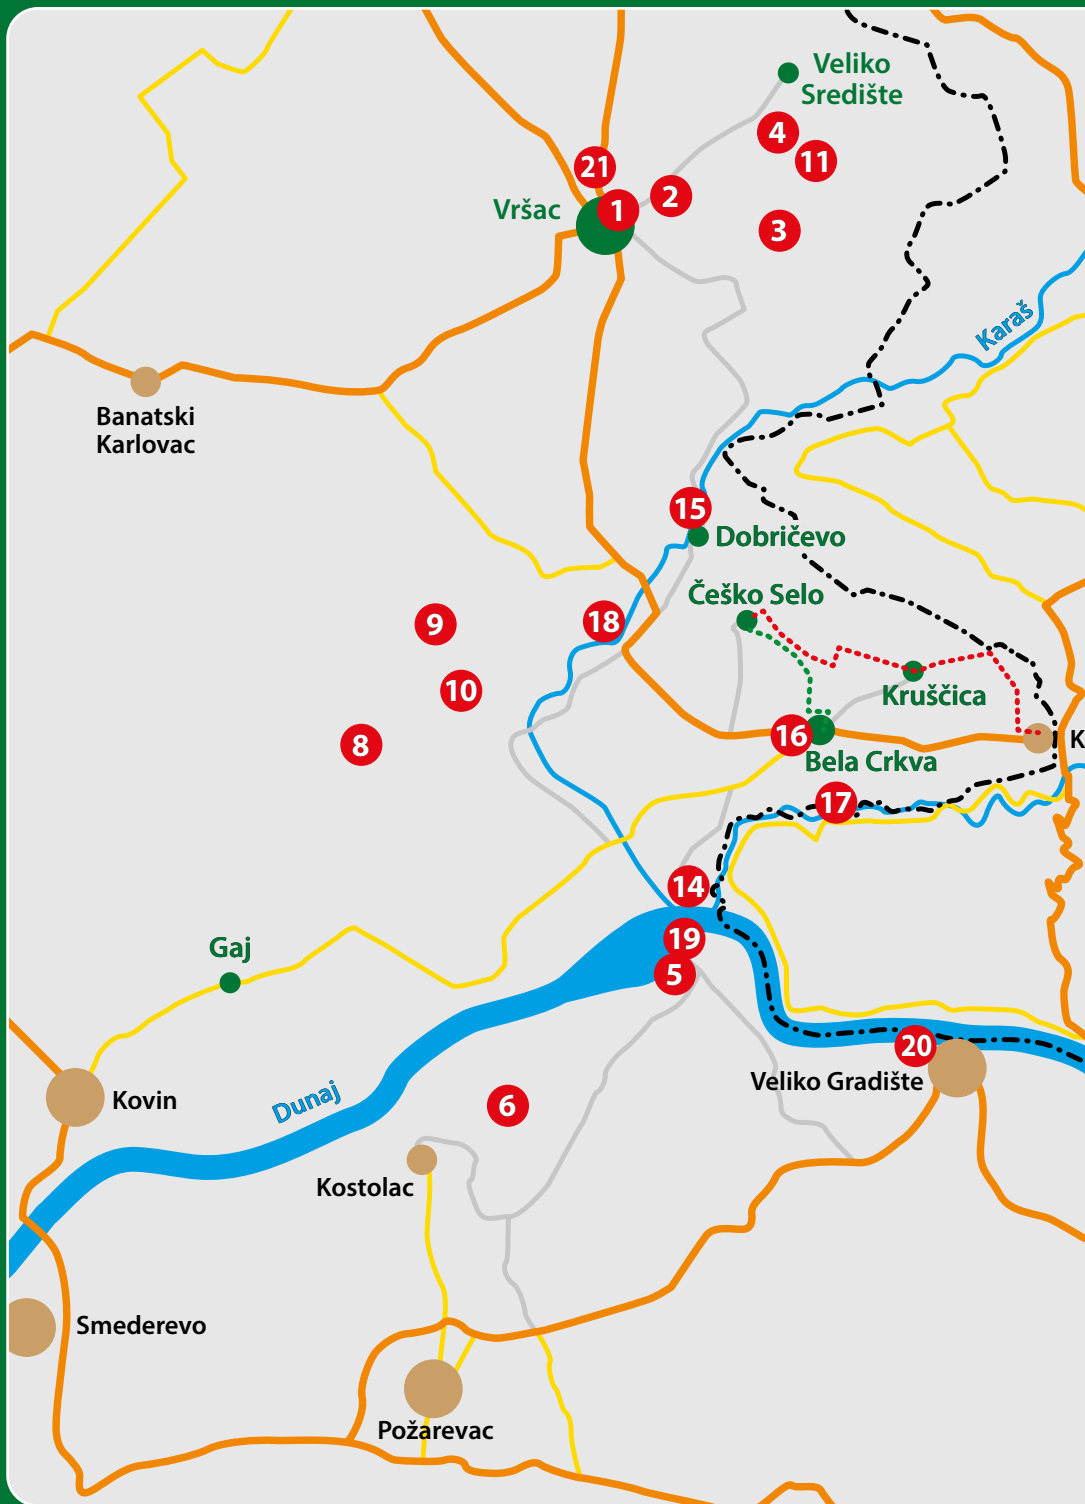 Veliko
Središte
4
11
21
2
Vršac
1
3
Karaš
Banatski
Karlovac
15
Dobričevo
Češko Selo
9
18
10
Kruščica
8
16
K
Bela Crkva
17
14
Gaj
19
5
20
Veliko Gradište
Kovin
Dunaj
6
Kostolac
Smederevo
Požarevac